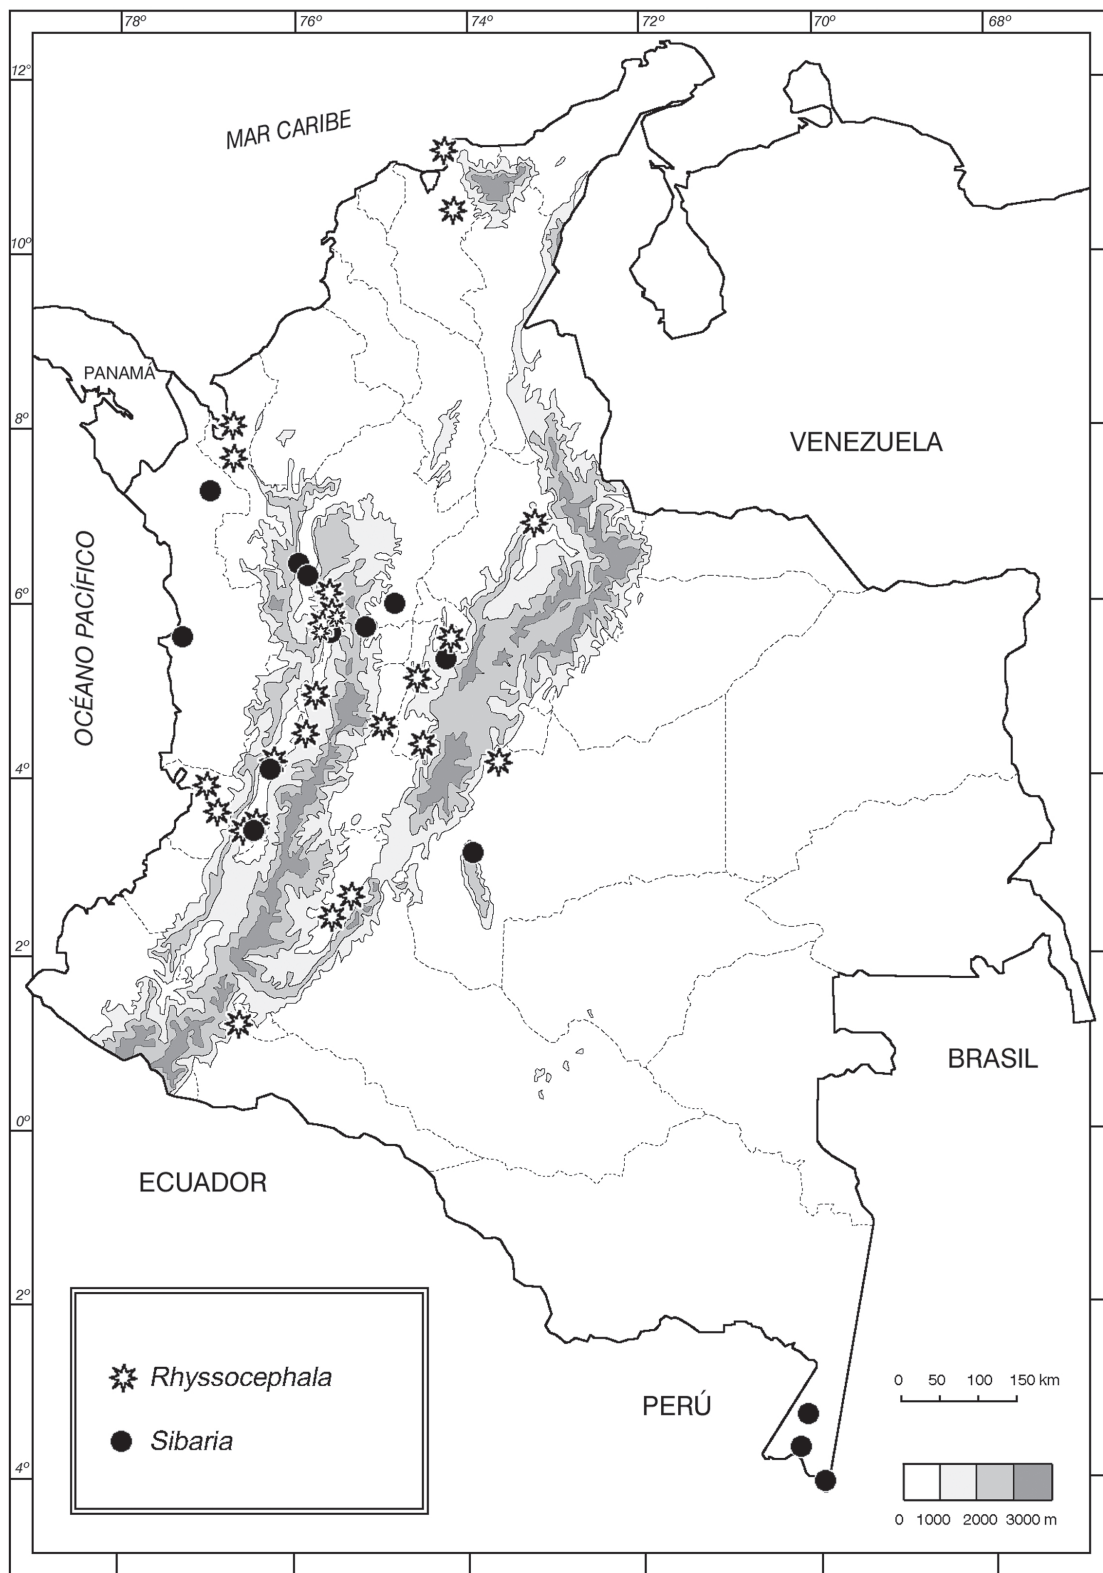 78º 76º 74º 72º 70º 68º
12°
MAR CARIBE
10º
PANAMÁ
8º
VENEZUELA
OCÉANO PACÍFICO
6º
4º
2º
BRASIL
0º
ECUADOR
2º
Rhyssocephala
0 50 100 150 km
PERÚ
Sibaria
4º
0 1000 2000 3000 m